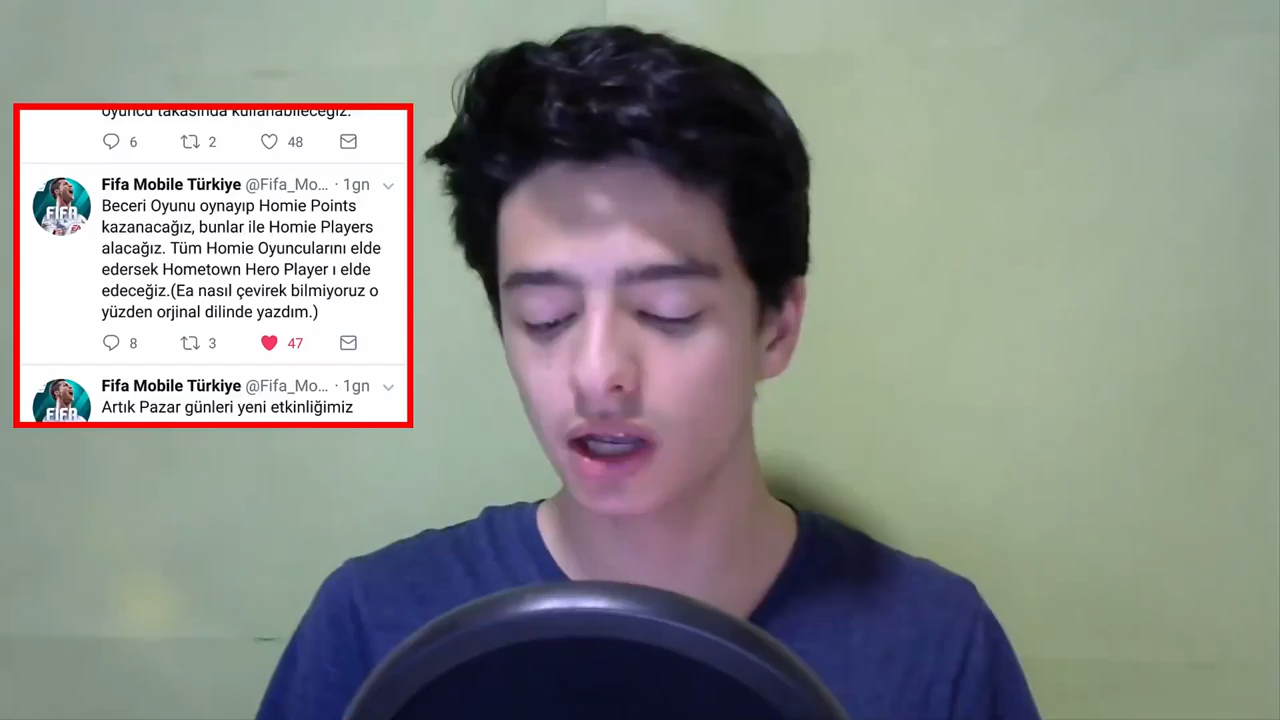 oyuncu takasında kullanabileceğiz.
6 2 48
Fifa Mobile Türkiye @Fifa_Mo... · 1gn
Beceri Oyunu oynayıp Homie Points
kazanacağız, bunlar ile Homie Players
alacağız. Tüm Homie Oyuncularını elde
edersek Hometown Hero Player ı elde
edeceğiz.(Ea nasıl çevirek bilmiyoruz o
yüzden orjinal dilinde yazdım.)
FIFA
8 3 47
Fifa Mobile Türkiye @Fifa_Mo... · 1gn
Artık Pazar günleri yeni etkinliğimiz
FIFA